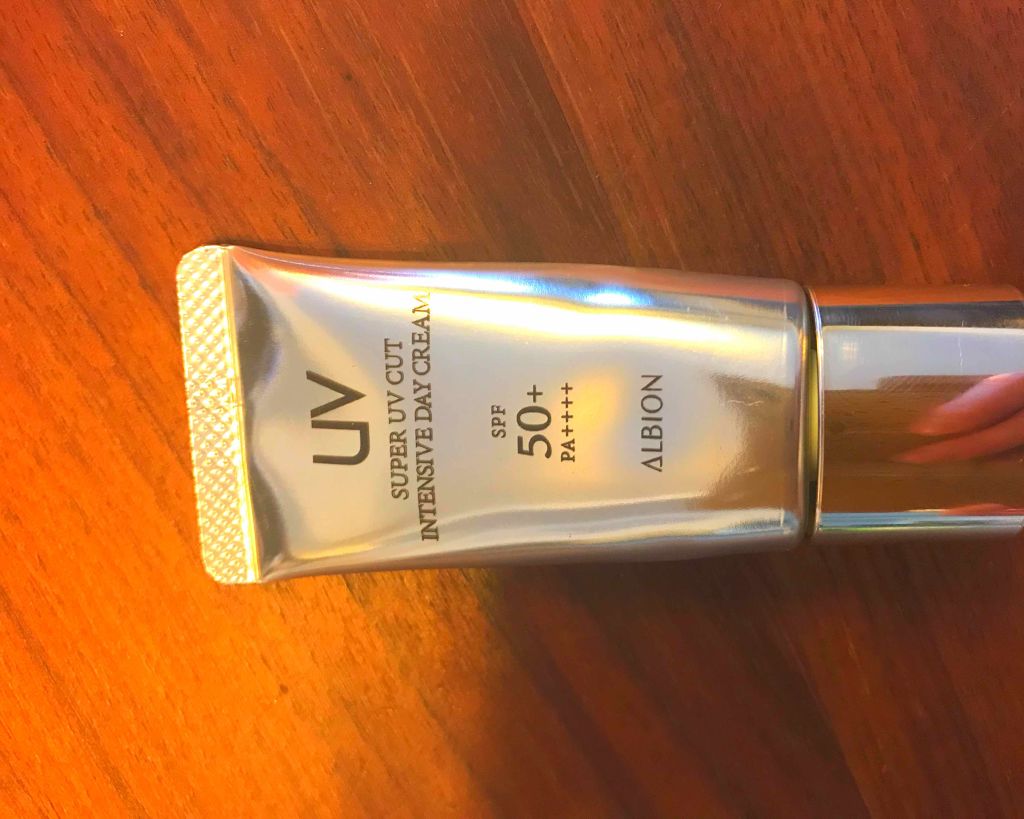 UV
SUPER UV CUT
INTENSIVE DAY CREAM
SPF
50+
PA++++
ALBION